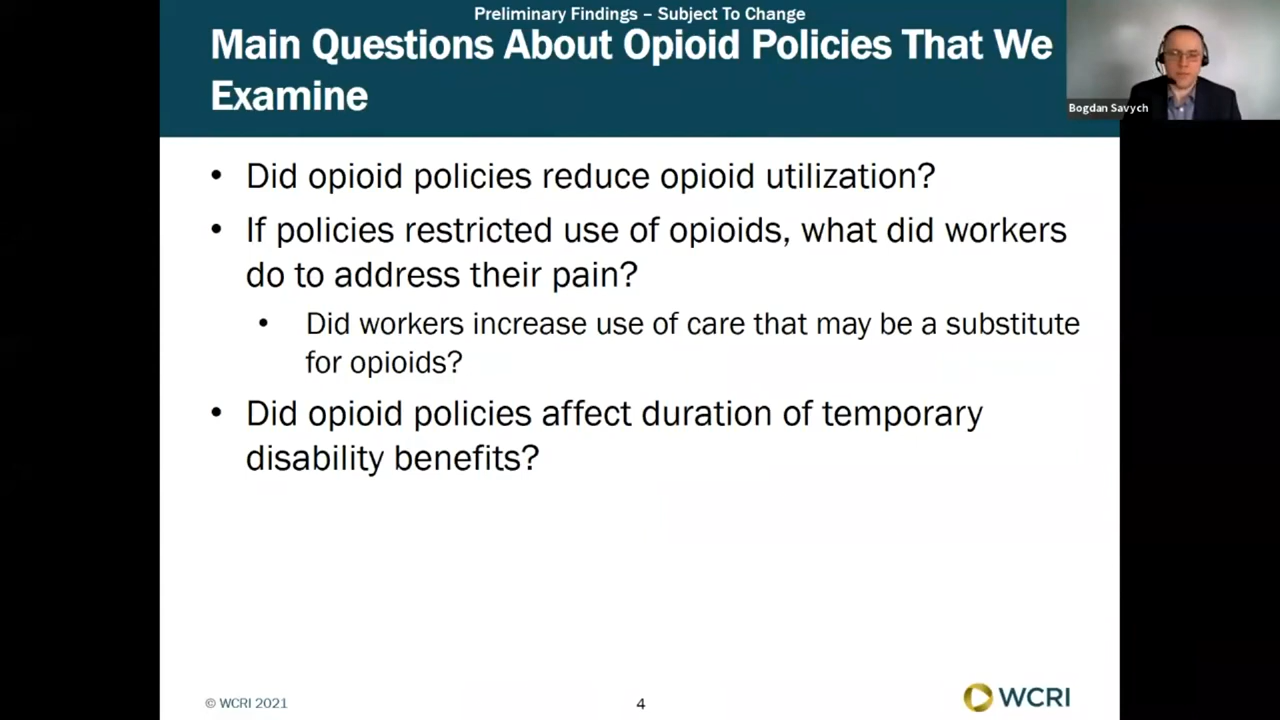 Preliminary Findings – Subject To Change
Main Questions About Opioid Policies That We
Examine
Bogdan Savych
• Did opioid policies reduce opioid utilization?
• If policies restricted use of opioids, what did workers
do to address their pain?
• Did workers increase use of care that may be a substitute
for opioids?
• Did opioid policies affect duration of temporary
disability benefits?
© WCRI 2021
4
WCRI